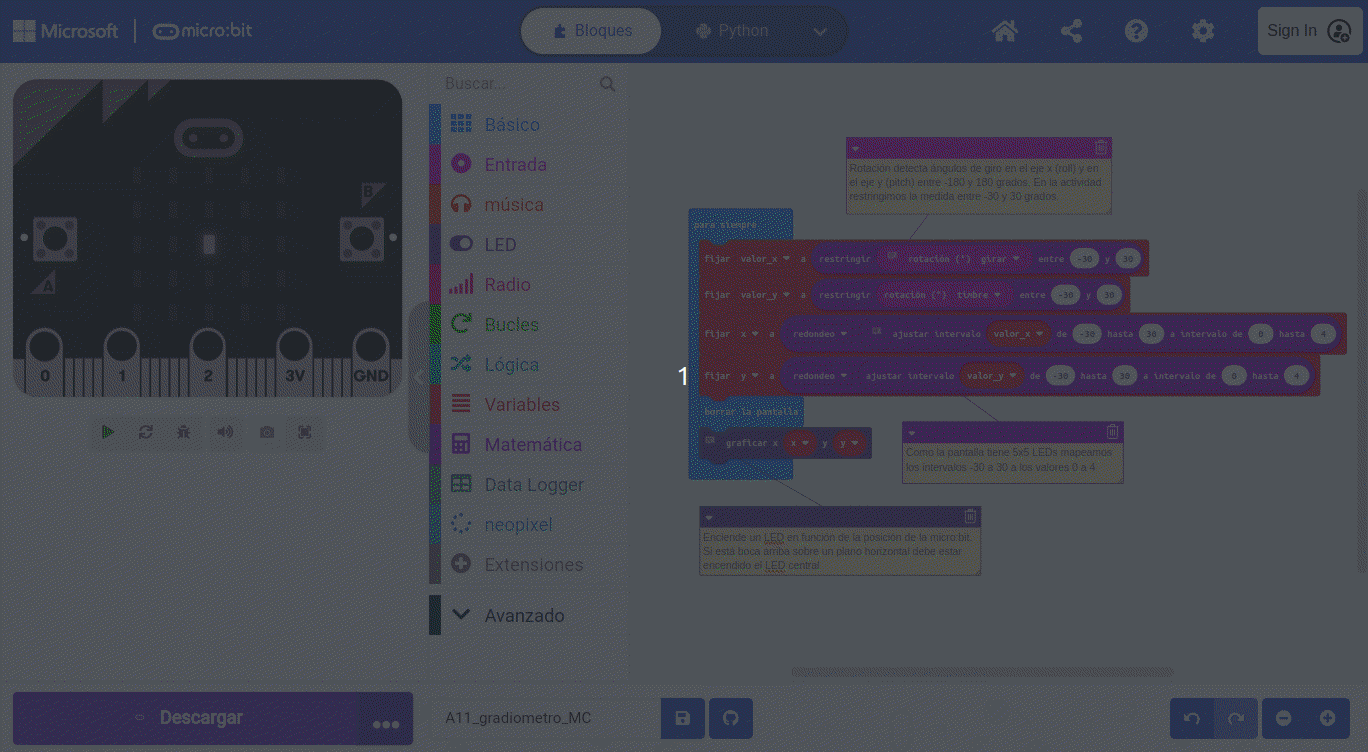 Microsoft
micro:bit
Bloques
Python
Sign In
B
A
0
1
2
3V
GND
Buscar...
Básico
Entrada
música
LED
Radio
Bucles
Lógica
Variables
Matemática
Data Logger
neopixel
Extensiones
Avanzado
Rotación detecta ángulos de giro en el eje x (roll) y en
el eje y (pitch) entre -180 y 180 grados. En la actividad
restringimos la medida entre -30 y 30 grados.
para siempre
fijar valor_x a restringir rotación (°) girar entre -30 y 30
fijar valor_y a restringir rotación (°) timbre entre -30 y 30
fijar x a redondeo ajustar intervalo valor_x de -30 hasta 30 a intervalo de 0 hasta 4
1
fijar y a redondeo ajustar intervalo valor_y de -30 hasta 30 a intervalo de 0 hasta 4
borrar la pantalla
graficar x x y y
Como la pantalla tiene 5x5 LEDs mapeamos
los intervalos -30 a 30 a los valores 0 a 4
Enciende un LED en función de la posición de la micro:bit.
Si está boca arriba sobre un plano horizontal debe estar
encendido el LED central
Descargar
A11_gradiometro_MC